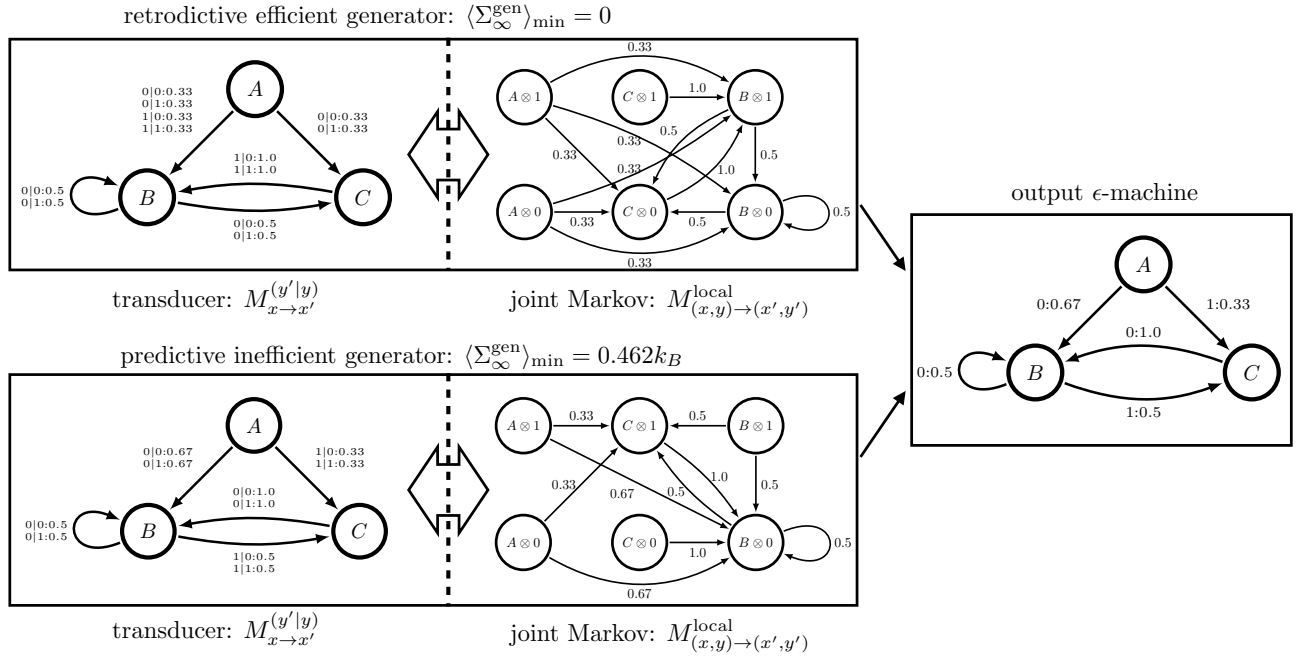 retrodictive efficient generator: ⟨Σ^gen_∞⟩_min = 0
A
0|0:0.33
0|1:0.33
1|0:0.33
1|1:0.33
0|0:0.33
0|1:0.33
1|0:1.0
1|1:1.0
0|0:0.5
0|1:0.5
B
C
0|0:0.5
0|1:0.5
0.33
A ⊗ 1
C ⊗ 1
1.0
B ⊗ 1
0.33
0.33
0.5
0.5
0.33
1.0
A ⊗ 0
0.33
C ⊗ 0
0.5
B ⊗ 0
0.5
0.33
transducer: M^(y′|y)_x→x′
joint Markov: M^local_(x,y)→(x′,y′)
predictive inefficient generator: ⟨Σ^gen_∞⟩_min = 0.462k_B
A
0|0:0.67
0|1:0.67
1|0:0.33
1|1:0.33
0|0:1.0
0|1:1.0
0|0:0.5
0|1:0.5
B
C
1|0:0.5
1|1:0.5
A ⊗ 1
0.33
C ⊗ 1
0.5
B ⊗ 1
0.33
0.67
0.5
1.0
0.5
A ⊗ 0
C ⊗ 0
1.0
B ⊗ 0
0.5
0.67
transducer: M^(y′|y)_x→x′
joint Markov: M^local_(x,y)→(x′,y′)
output ϵ-machine
A
0:0.67
1:0.33
0:1.0
0:0.5
B
C
1:0.5